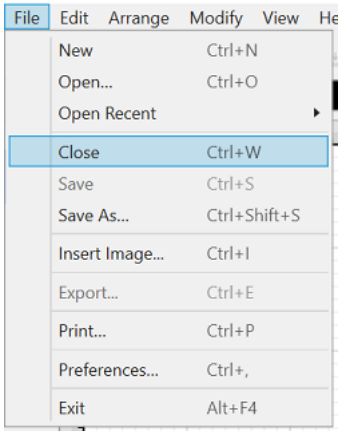 File Edit Arrange Modify View He
New Ctrl+N
Open... Ctrl+O
Open Recent
Close Ctrl+W
Save Ctrl+S
Save As... Ctrl+Shift+S
Insert Image... Ctrl+I
Export... Ctrl+E
Print... Ctrl+P
Preferences... Ctrl+,
Exit Alt+F4